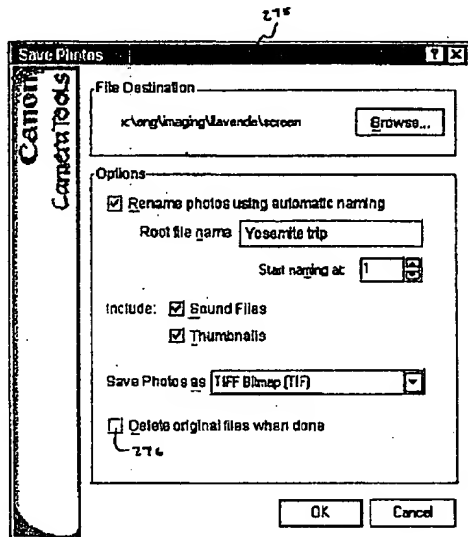 275
Save Photos
Canon
Camera Tools
File Destination
x:\eng\imaging\llavende\screen
Browse...
Options
Rename photos using automatic naming
Root file name Yosemite trip
Start naming at: 1
Include: Sound Files
Thumbnails
Save Photos as TIFF Bitmap (TIF)
Delete original files when done
276
OK Cancel